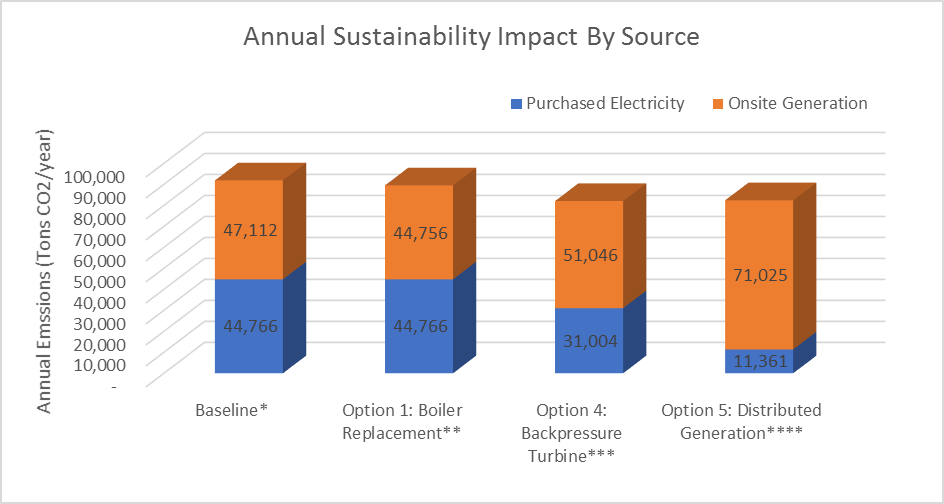 Annual Sustainability Impact By Source
Purchased Electricity
Onsite Generation
Annual Emssions (Tons CO2/year)
100,000
90,000
80,000
70,000
60,000
50,000
40,000
30,000
20,000
10,000
-
47,112
44,766
44,756
44,766
51,046
31,004
71,025
11,361
Baseline*
Option 1: Boiler
Replacement**
Option 4:
Backpressure
Turbine***
Option 5: Distributed
Generation****